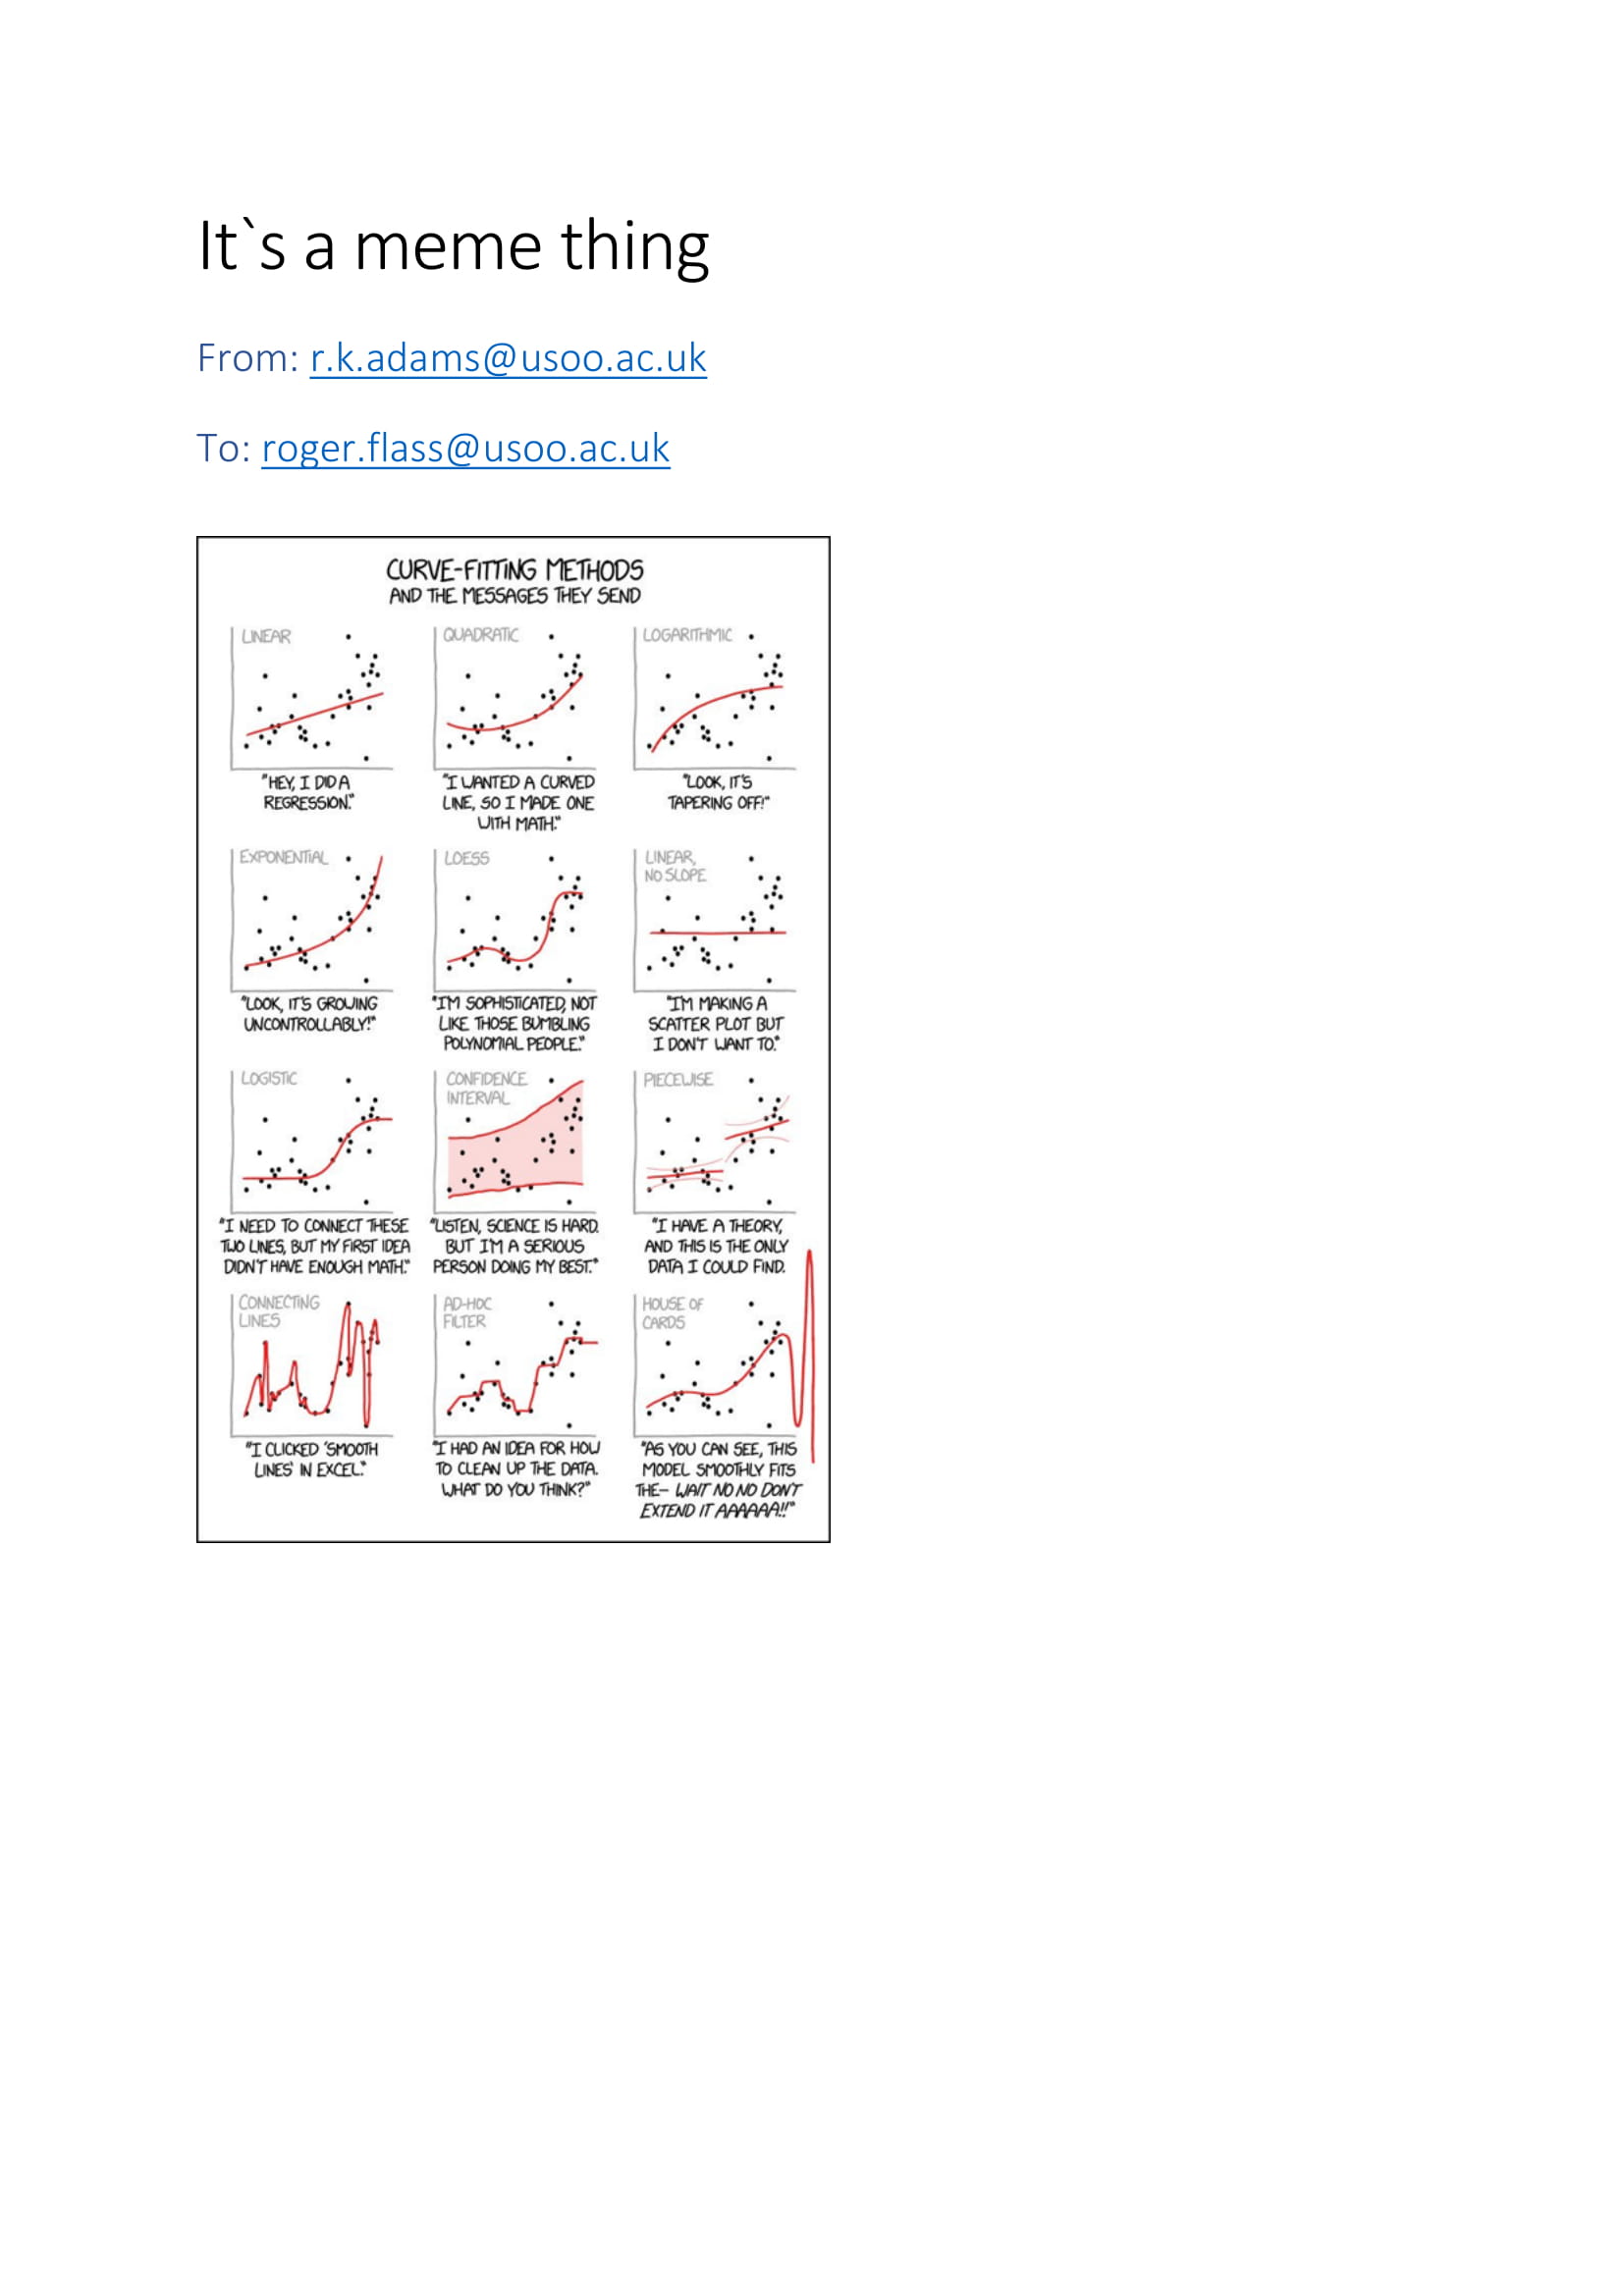 It`s a meme thing
From: r.k.adams@usoo.ac.uk
To: roger.flass@usoo.ac.uk
CURVE-FITTING METHODS
AND THE MESSAGES THEY SEND
LINEAR
"HEY, I DID A
REGRESSION."
QUADRATIC
"I WANTED A CURVED
LINE, SO I MADE ONE
WITH MATH."
LOGARITHMIC
"LOOK, IT'S
TAPERING OFF!"
EXPONENTIAL
"LOOK, IT'S GROWING
UNCONTROLLABLY!"
LOESS
"I'M SOPHISTICATED, NOT
LIKE THOSE BUMBLING
POLYNOMIAL PEOPLE."
LINEAR,
NO SLOPE
"I'M MAKING A
SCATTER PLOT BUT
I DON'T WANT TO."
LOGISTIC
"I NEED TO CONNECT THESE
TWO LINES, BUT MY FIRST IDEA
DIDN'T HAVE ENOUGH MATH."
CONFIDENCE
INTERVAL
"LISTEN, SCIENCE IS HARD.
BUT I'M A SERIOUS
PERSON DOING MY BEST."
PIECEWISE
"I HAVE A THEORY,
AND THIS IS THE ONLY
DATA I COULD FIND.
CONNECTING
LINES
"I CLICKED 'SMOOTH
LINES' IN EXCEL."
AD-HOC
FILTER
"I HAD AN IDEA FOR HOW
TO CLEAN UP THE DATA.
WHAT DO YOU THINK?"
HOUSE OF
CARDS
"AS YOU CAN SEE, THIS
MODEL SMOOTHLY FITS
THE- WAIT NO NO DON'T
EXTEND IT AAAAAA!!"